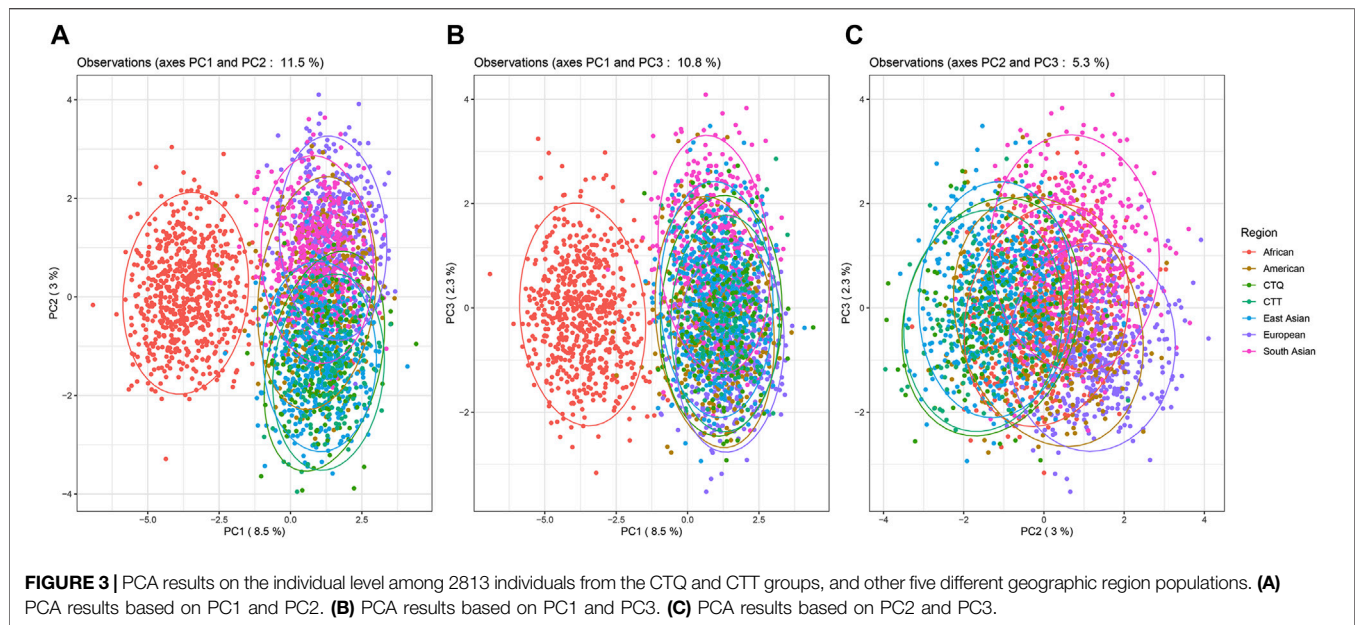 A
Observations (axes PC1 and PC2 : 11.5 %)
4
2
0
−2
−4
PC2 ( 3 %)
−5.0
−2.5
0.0
2.5
PC1 ( 8.5 %)
B
Observations (axes PC1 and PC3 : 10.8 %)
4
2
0
−2
PC3 ( 2.3 %)
−5.0
−2.5
0.0
2.5
PC1 ( 8.5 %)
C
Observations (axes PC2 and PC3 : 5.3 %)
4
2
0
−2
PC3 ( 2.3 %)
−4
−2
0
2
4
PC2 ( 3 %)
Region
African
American
CTQ
CTT
East Asian
European
South Asian
FIGURE 3 | PCA results on the individual level among 2813 individuals from the CTQ and CTT groups, and other five different geographic region populations. (A)
PCA results based on PC1 and PC2. (B) PCA results based on PC1 and PC3. (C) PCA results based on PC2 and PC3.